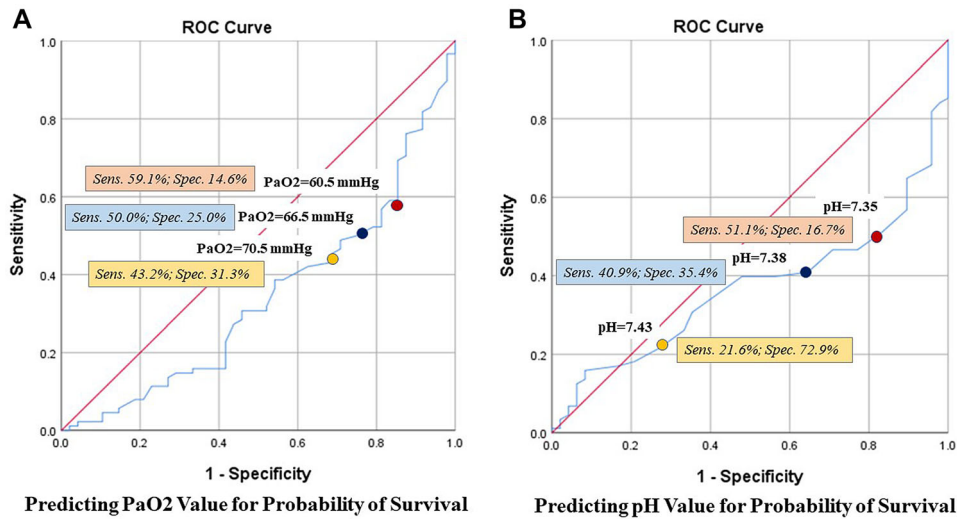 A
ROC Curve
1.0
0.8
0.6
0.4
0.2
0.0
Sensitivity
Sens. 59.1%; Spec. 14.6%
PaO2=60.5 mmHg
Sens. 50.0%; Spec. 25.0%
PaO2=66.5 mmHg
PaO2=70.5 mmHg
Sens. 43.2%; Spec. 31.3%
0.0 0.2 0.4 0.6 0.8 1.0
1 - Specificity
Predicting PaO2 Value for Probability of Survival
B
ROC Curve
1.0
0.8
0.6
0.4
0.2
0.0
Sensitivity
pH=7.35
Sens. 51.1%; Spec. 16.7%
pH=7.38
Sens. 40.9%; Spec. 35.4%
pH=7.43
Sens. 21.6%; Spec. 72.9%
0.0 0.2 0.4 0.6 0.8 1.0
1 - Specificity
Predicting pH Value for Probability of Survival